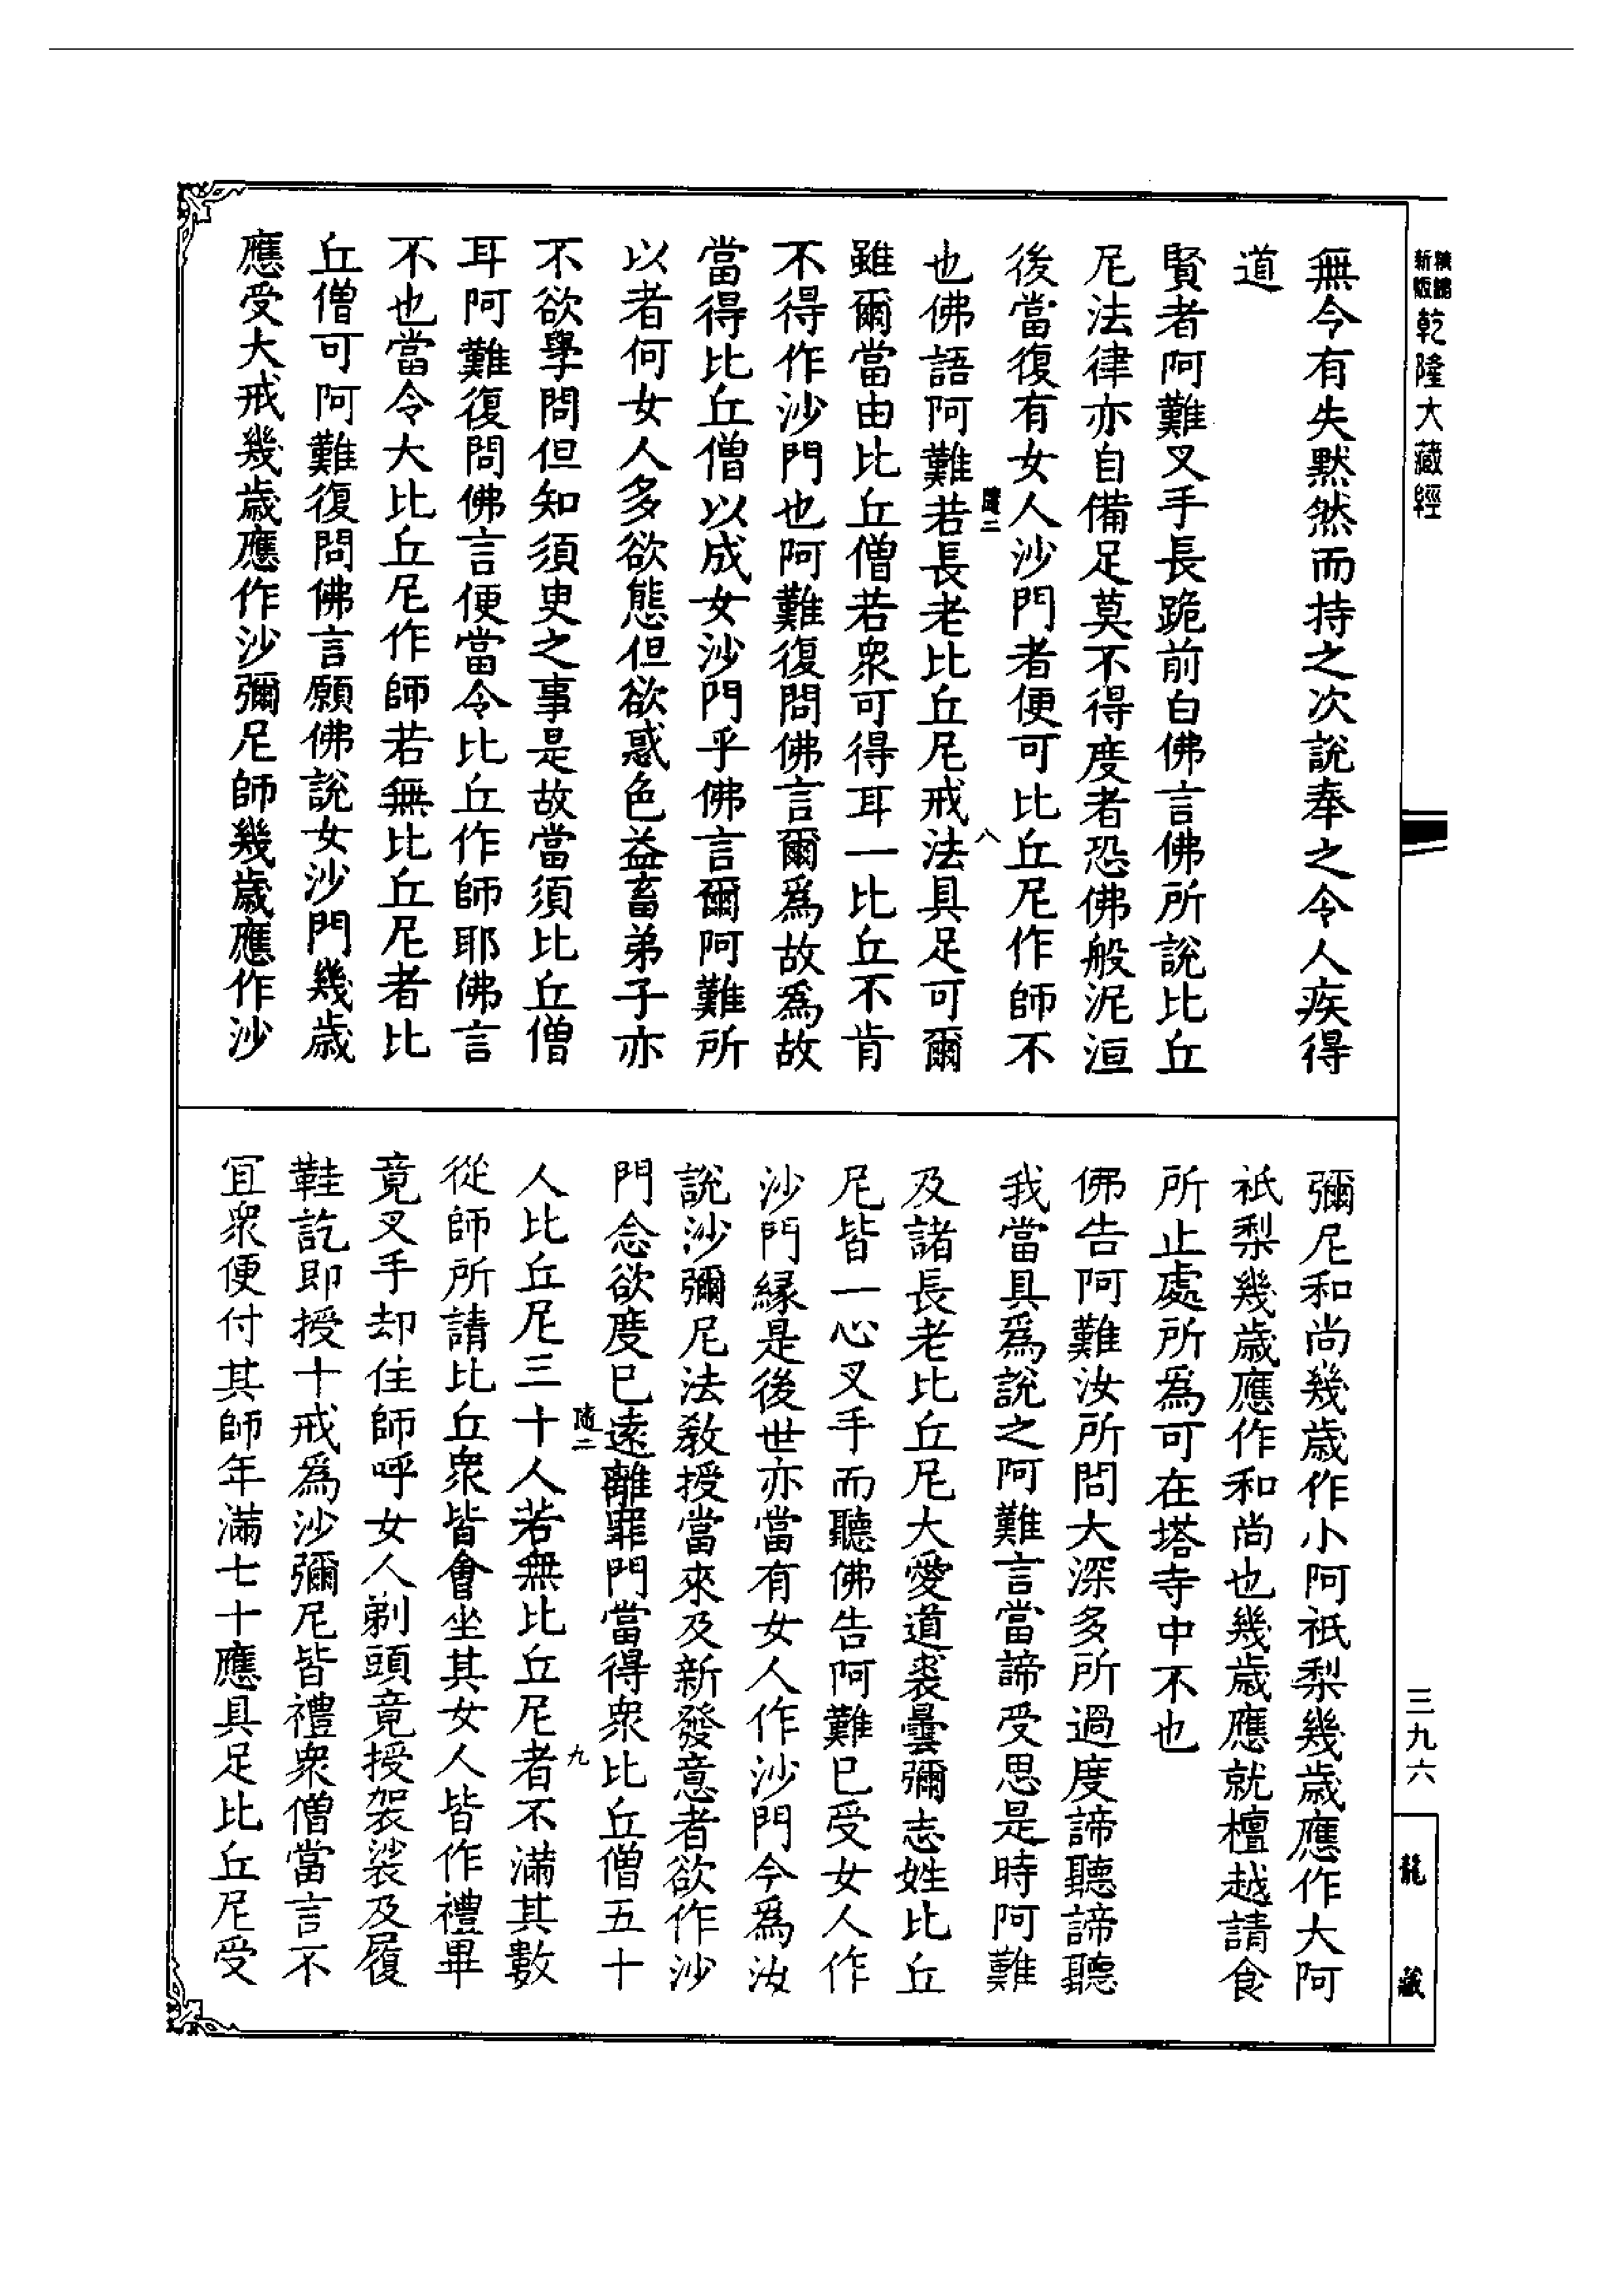 新版
乾隆大藏經
無令有失默然而持之次說奉之令人疾得
道
賢者阿難叉手長跪前白佛言佛所說比丘
尼法律亦自備足莫不得度者恐佛般泥洹
後當復有女人沙門者便可比丘尼作師不
隨二
八
也佛語阿難若長老比丘尼戒法具足可爾
雖爾當由比丘僧若衆可得耳一比丘不肯
不得作沙門也阿難復問佛言爾爲故爲故
當得比丘僧以成女沙門乎佛言爾阿難所
以者何女人多欲態但欲惑色益畜弟子亦
不欲學問但知須臾之事是故當須比丘僧
耳阿難復問佛言便當令比丘作師耶佛言
不也當令大比丘尼作師若無比丘尼者比
丘僧可阿難復問佛言願佛說女沙門幾歲
應受大戒幾歲應作沙彌尼師幾歲應作沙
彌尼和尚幾歲作小阿祇梨幾歲應作大阿
祇梨幾歲應作和尚也幾歲應就檀越請食
所止處所爲可在塔寺中不也
佛告阿難汝所問大深多所過度諦聽諦聽
我當具爲說之阿難言當諦受思是時阿難
及諸長老比丘尼大愛道裘曇彌志姓比丘
尼皆一心叉手而聽佛告阿難已受女人作
沙門緣是後世亦當有女人作沙門今爲汝
說沙彌尼法教授當來及新發意者欲作沙
門念欲度已遠離罪門當得衆比丘僧五十
隨二
九
人比丘尼三十人若無比丘尼者不滿其數
從師所請比丘衆皆會坐其女人皆作禮畢
竟叉手却住師呼女人剃頭竟授袈裟及履
鞋訖即授十戒爲沙彌尼皆禮衆僧當言不
宜衆便付其師年滿七十應具足比丘尼受
三九六
龍藏